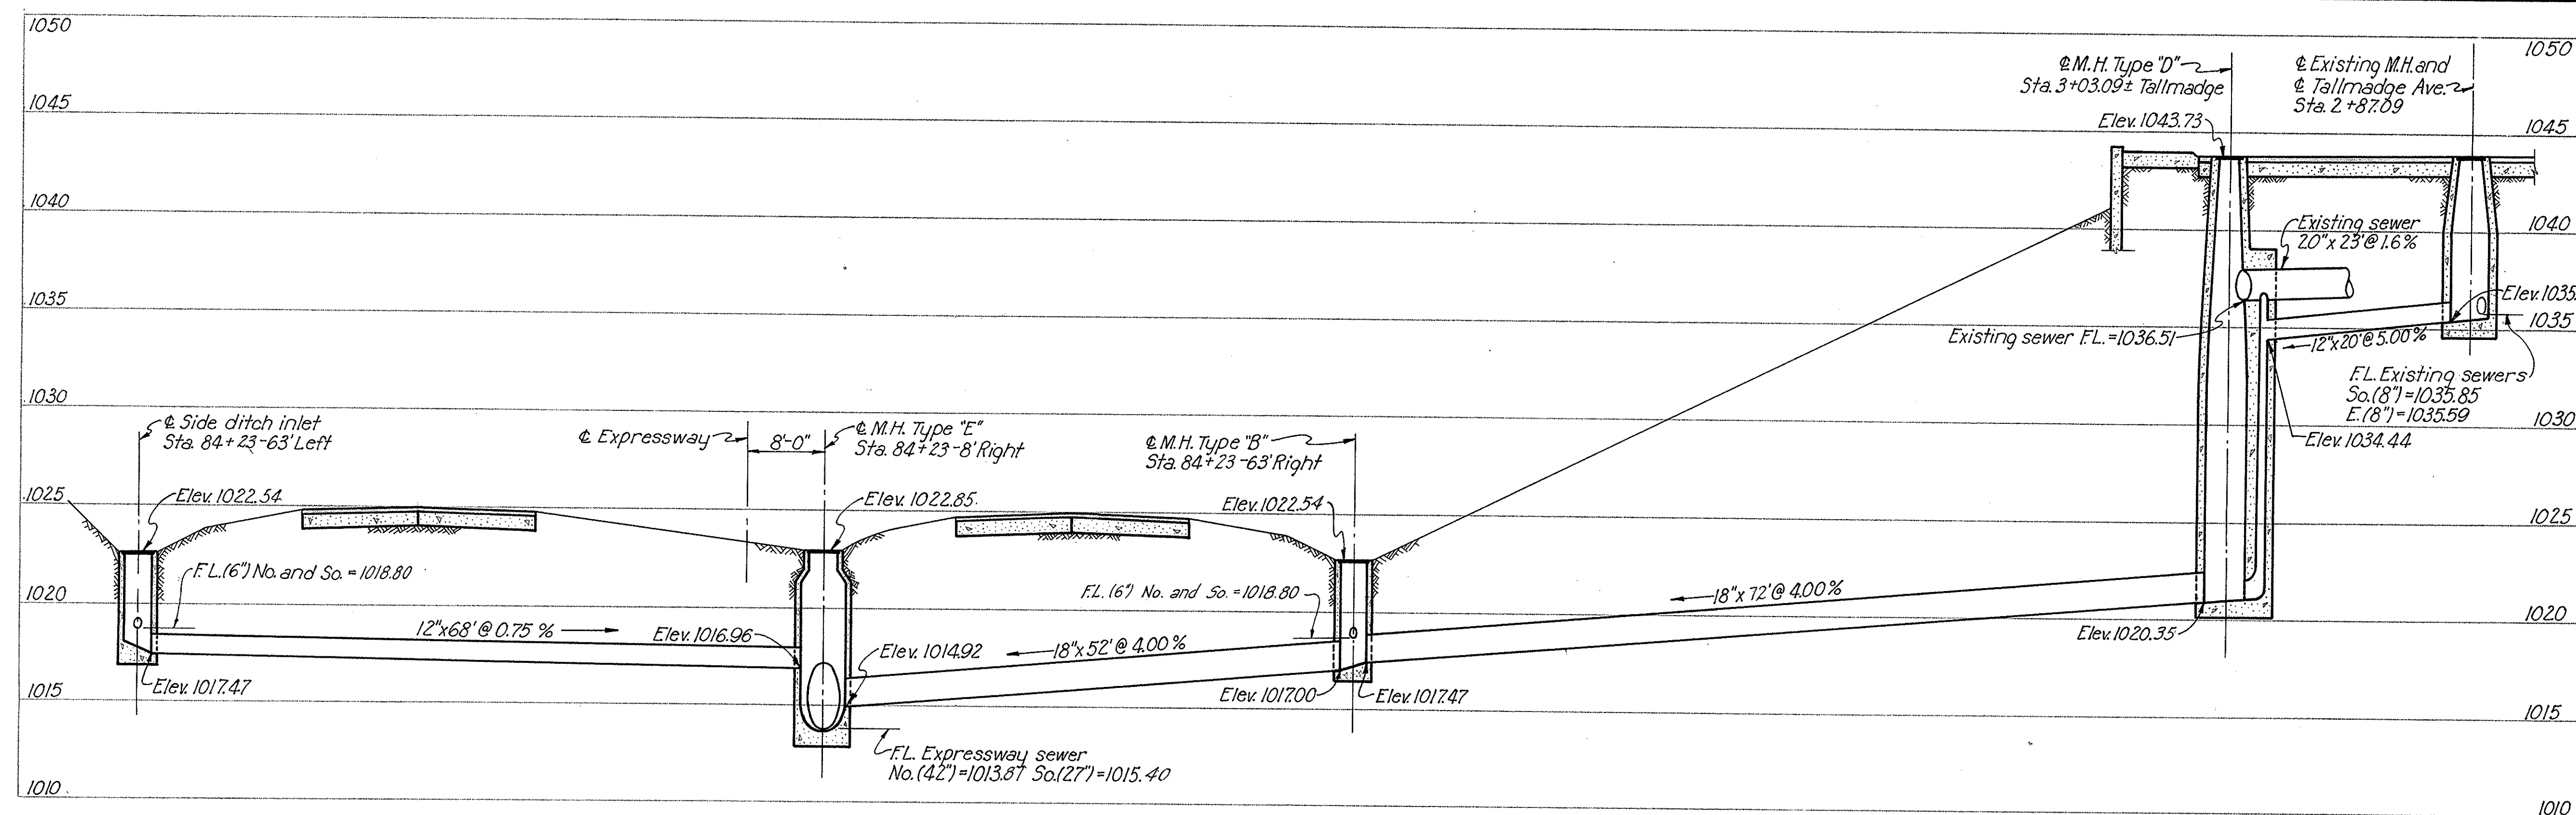 1050
1045
1040
1035
1030
1025
1020
1015
1010
1050
1045
1040
1035
1030
1025
1020
1015
1010
℄ M.H. Type "D"
Sta. 3+03.09± Tallmadge
℄ Existing M.H. and
℄ Tallmadge Ave.
Sta. 2+87.09
Elev. 1043.73
Existing sewer
20"x 23' @ 1.6%
Elev. 1035.
Existing sewer F.L. = 1036.51
12"x20' @ 5.00%
F.L. Existing sewers
So.(8") = 1035.85
E.(8") = 1035.59
Elev. 1034.44
℄ Side ditch inlet
Sta. 84+23-63' Left
℄ Expressway
8'-0"
℄ M.H. Type "E"
Sta. 84+23-8' Right
℄ M.H. Type "B"
Sta. 84+23-63' Right
Elev. 1022.54
Elev. 1022.85
Elev. 1022.54
F.L. (6") No. and So. = 1018.80
F.L. (6") No. and So. = 1018.80
18"x 72' @ 4.00%
12"x68' @ 0.75 %
Elev. 1016.96
Elev. 1014.92
18"x 52' @ 4.00 %
Elev. 1020.35
Elev. 1017.47
Elev. 1017.00
Elev. 1017.47
F.L. Expressway sewer
No.(42") = 1013.87 So.(27") = 1015.40